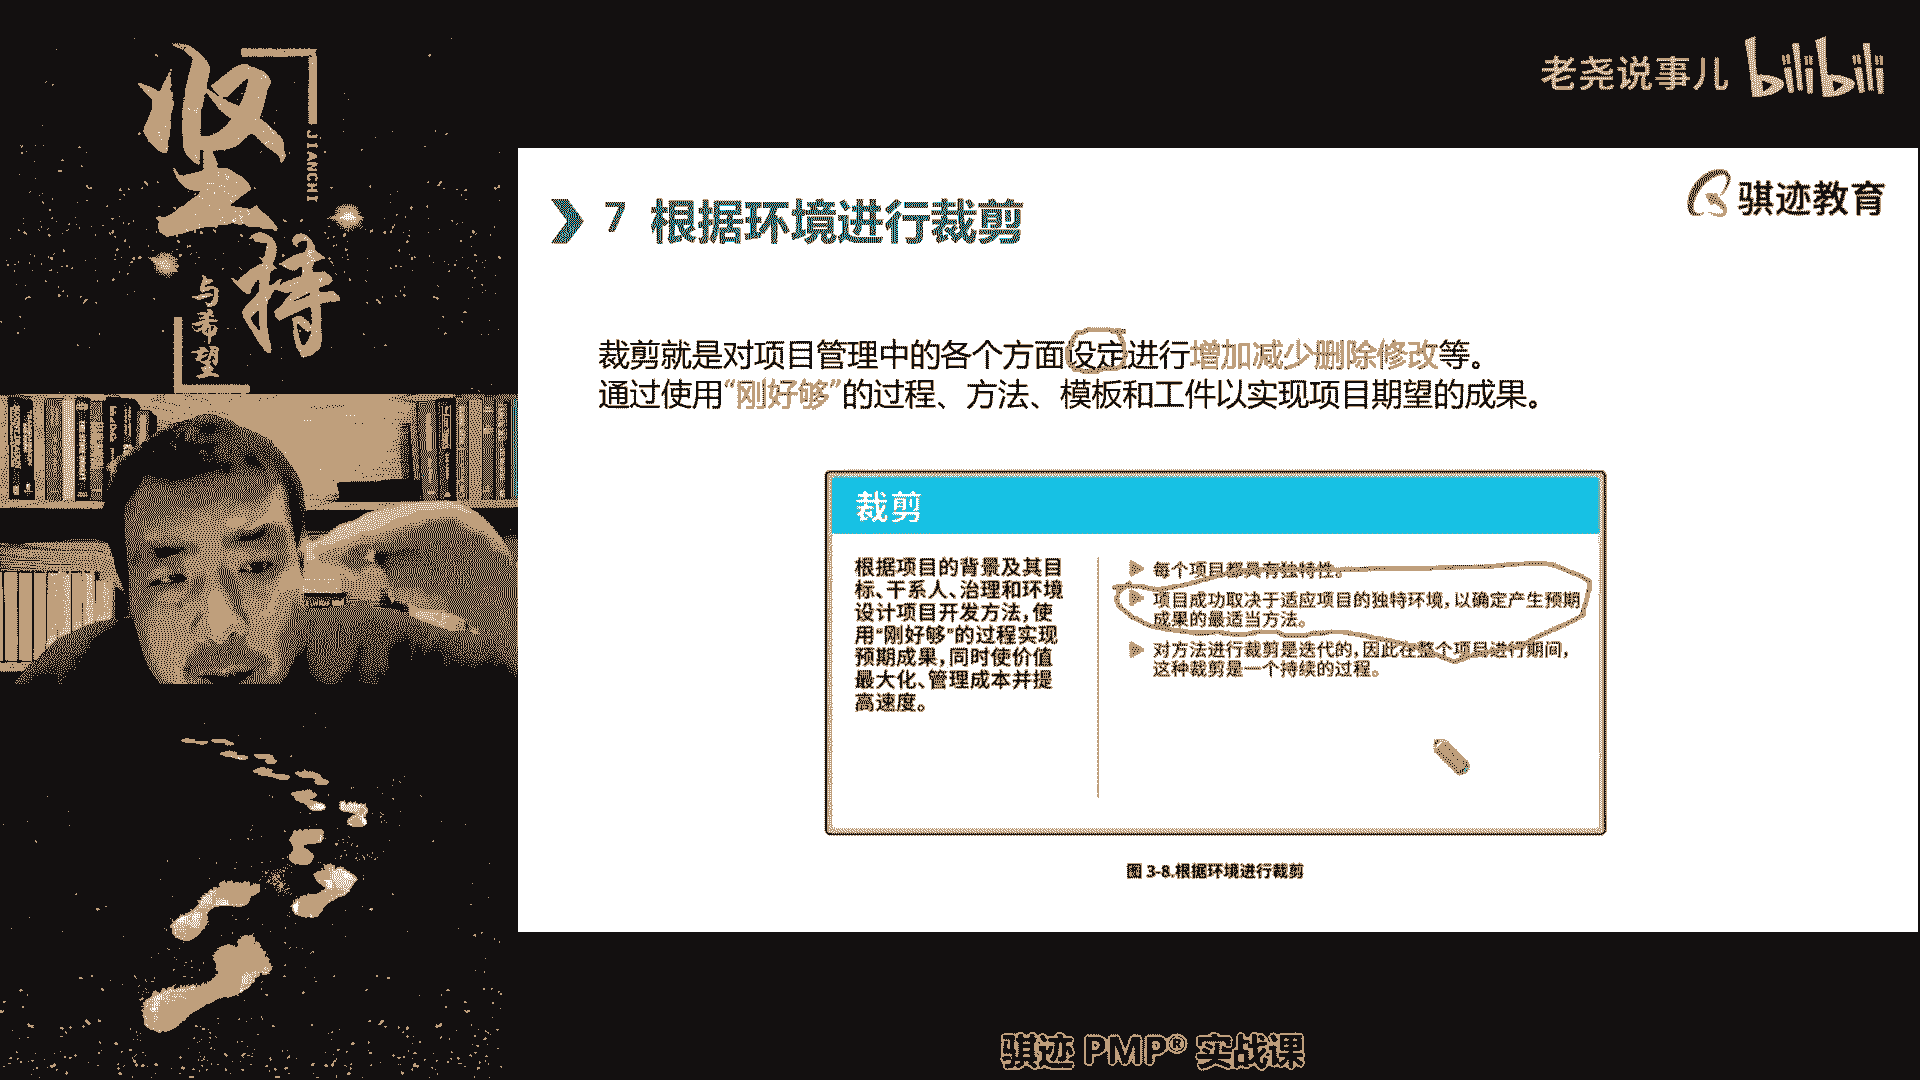 坚持
JIANCHI
与希望
老尧说事儿 bilibili
骐迹教育
7 根据环境进行裁剪
裁剪就是对项目管理中的各个方面设定进行增加减少删除修改等。
通过使用“刚好够”的过程、方法、模板和工件以实现项目期望的成果。
裁剪
根据项目的背景及其目
标、干系人、治理和环境
设计项目开发方法，使
用“刚好够”的过程实现
预期成果，同时使价值
最大化、管理成本并提
高速度。
每个项目都具有独特性。
项目成功取决于适应项目的独特环境，以确定产生预期
成果的最适当方法。
对方法进行裁剪是迭代的，因此在整个项目进行期间，
这种裁剪是一个持续的过程。
图 3-8.根据环境进行裁剪
骐迹 PMP® 实战课